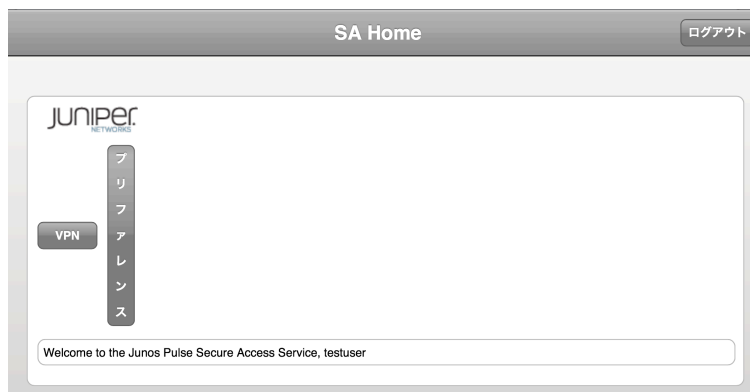 SA Home
ログアウト
JUNIPER
NETWORKS
VPN
プリファレンス
Welcome to the Junos Pulse Secure Access Service, testuser